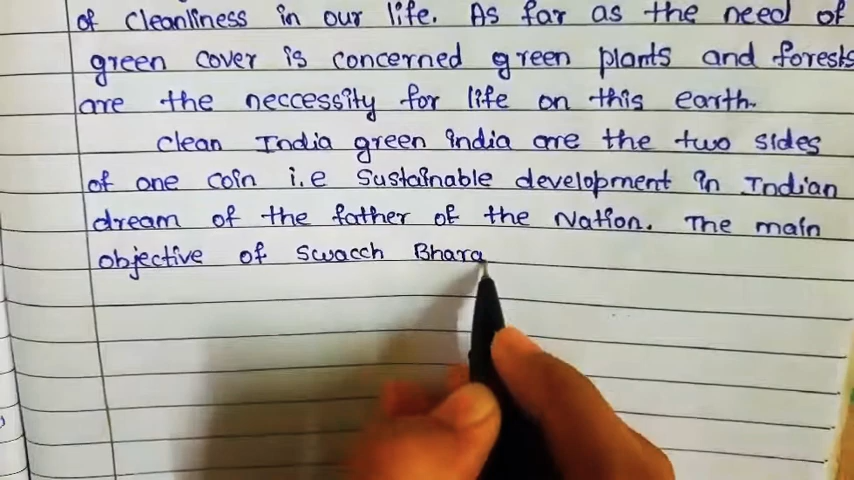 of cleanliness in our life. As far as the need of
green cover is concerned green plants and forests
are the neccessity for life on this earth.
clean India green india are the two sides
of one coin i.e sustainable development in Indian
dream of the father of the Nation. The main
objective of Swacch Bhara